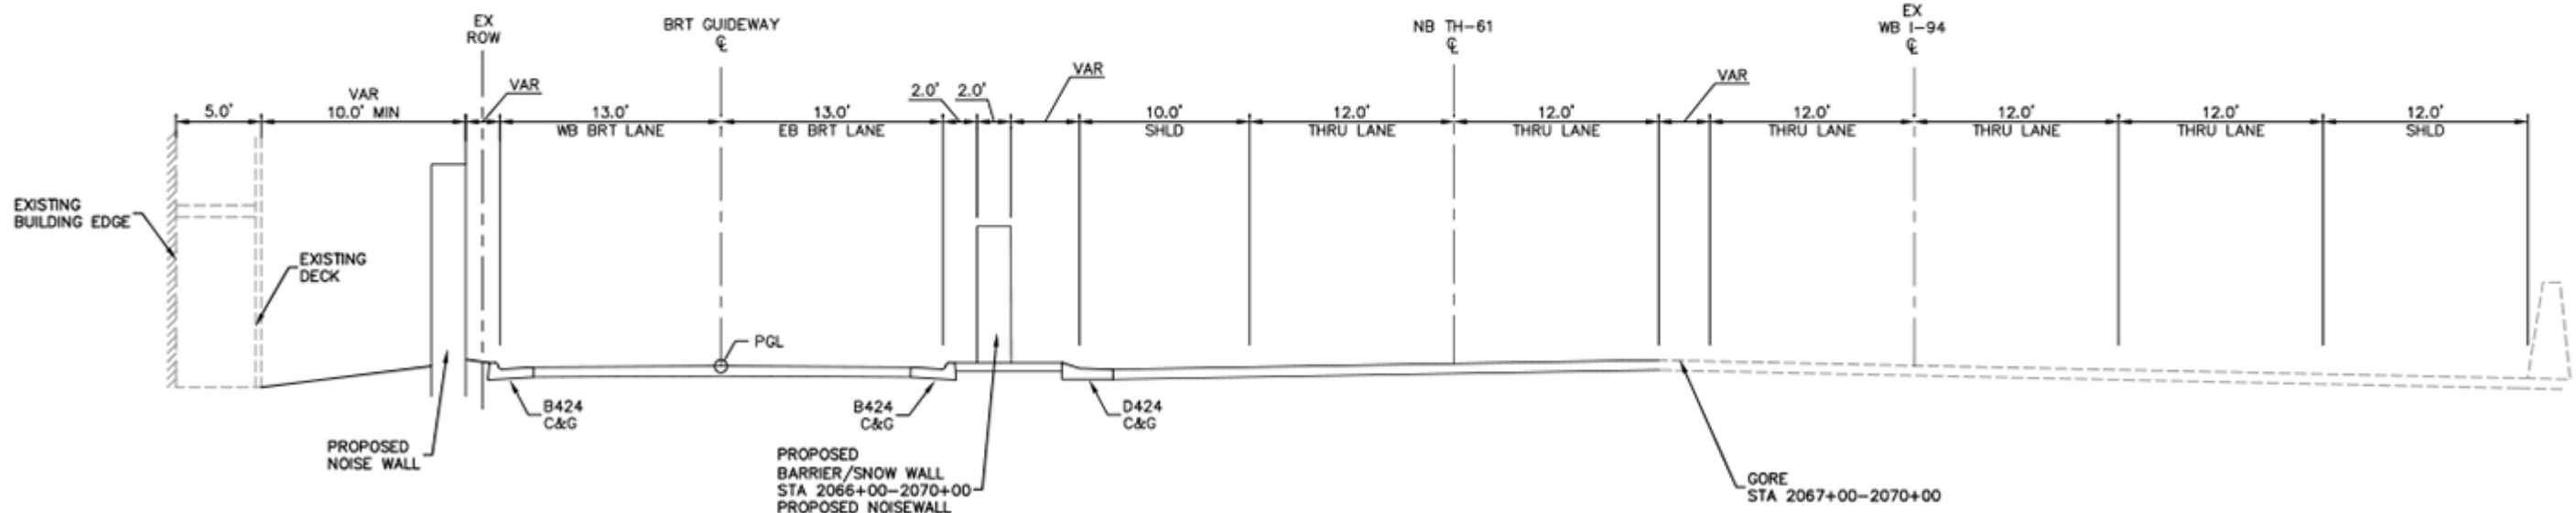 EX
ROW
BRT GUIDEWAY
℄
NB TH-61
℄
EX
WB I-94
℄
VAR
VAR
VAR
5.0'
VAR
10.0' MIN
13.0'
WB BRT LANE
13.0'
EB BRT LANE
2.0'
2.0'
10.0'
SHLD
12.0'
THRU LANE
12.0'
THRU LANE
12.0'
THRU LANE
12.0'
THRU LANE
12.0'
THRU LANE
12.0'
SHLD
EXISTING
BUILDING EDGE
EXISTING
DECK
PGL
B424
C&G
B424
C&G
D424
C&G
PROPOSED
NOISE WALL
PROPOSED
BARRIER/SNOW WALL
STA 2066+00-2070+00
PROPOSED NOISEWALL
GORE
STA 2067+00-2070+00